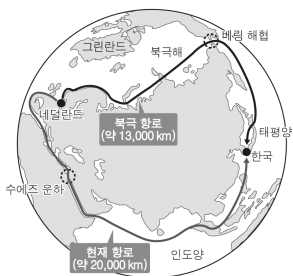 베링 해협
그린란드
북극해
네덜란드
북극 항로
(약 13,000 km)
태평양
한국
수에즈 운하
현재 항로
(약 20,000 km)
인도양